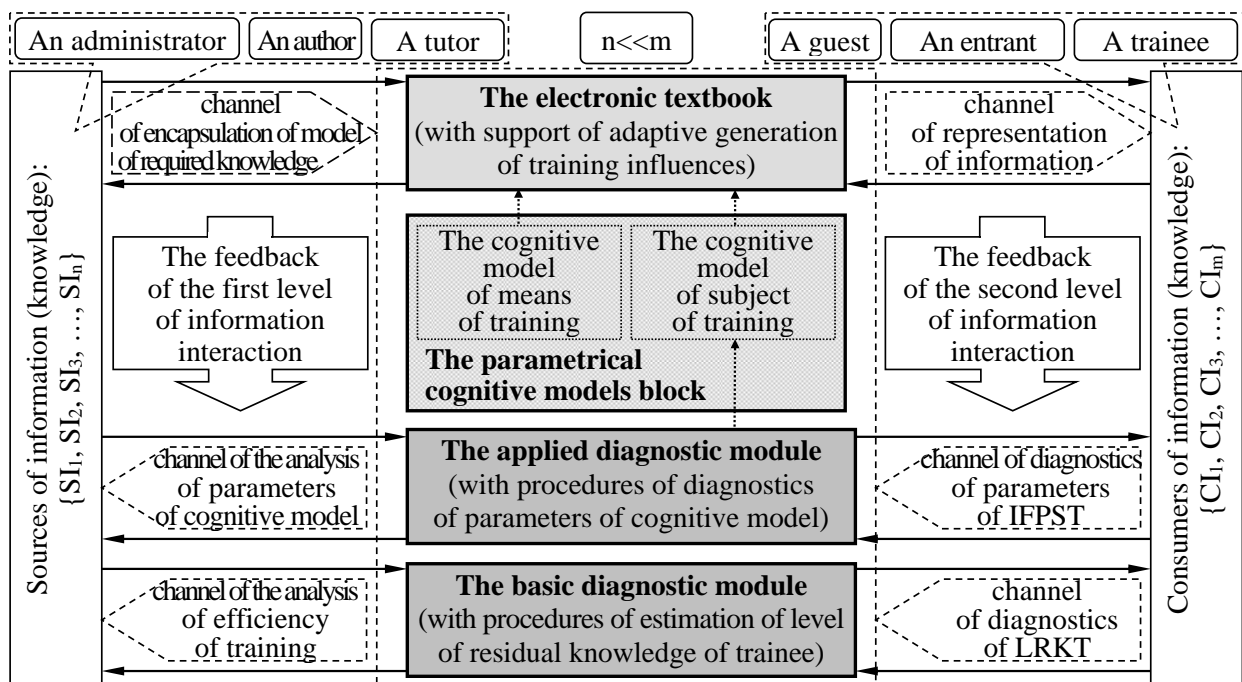 An administrator
An author
A tutor
n<<m
A guest
An entrant
A trainee
Sources of information (knowledge):
{SI1, SI2, SI3, …, SIn}
channel
of encapsulation of model
of required knowledge
The electronic textbook
(with support of adaptive generation
of training influences)
channel
of representation
of information
Consumers of information (knowledge):
{CI1, CI2, CI3, …, CIm}
The feedback
of the first level
of information
interaction
The cognitive
model
of means
of training
The cognitive
model
of subject
of training
The parametrical
cognitive models block
The feedback
of the second level
of information
interaction
channel of the analysis
of parameters
of cognitive model
The applied diagnostic module
(with procedures of diagnostics
of parameters of cognitive model)
channel of diagnostics
of parameters
of IFPST
channel of the analysis
of efficiency
of training
The basic diagnostic module
(with procedures of estimation of level
of residual knowledge of trainee)
channel
of diagnostics
of LRKT